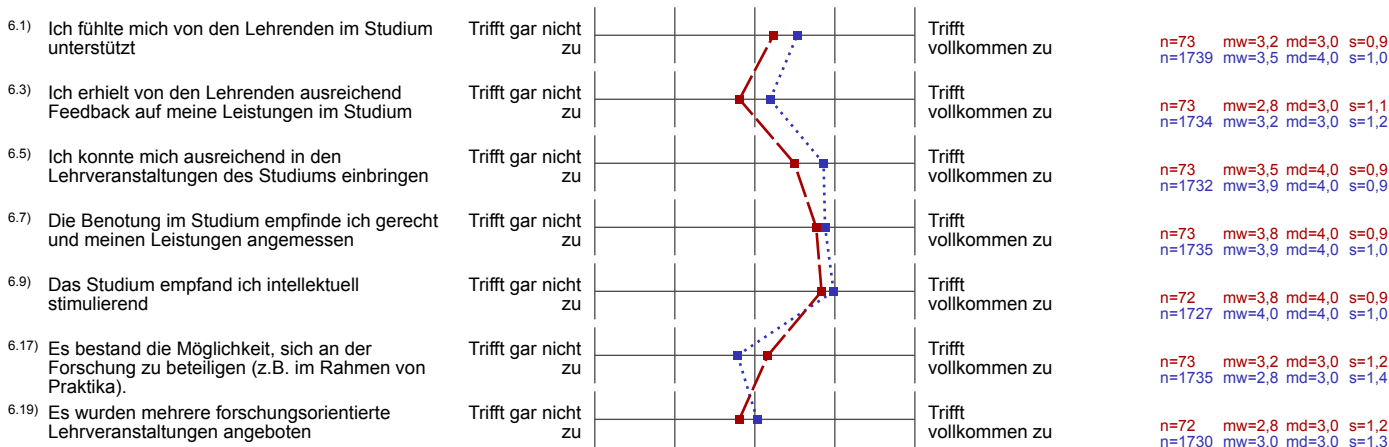 6.1) Ich fühlte mich von den Lehrenden im Studium
unterstützt
Trifft gar nicht
zu
Trifft
vollkommen zu
n=73 mw=3,2 md=3,0 s=0,9
n=1739 mw=3,5 md=4,0 s=1,0
6.3) Ich erhielt von den Lehrenden ausreichend
Feedback auf meine Leistungen im Studium
Trifft gar nicht
zu
Trifft
vollkommen zu
n=73 mw=2,8 md=3,0 s=1,1
n=1734 mw=3,2 md=3,0 s=1,2
6.5) Ich konnte mich ausreichend in den
Lehrveranstaltungen des Studiums einbringen
Trifft gar nicht
zu
Trifft
vollkommen zu
n=73 mw=3,5 md=4,0 s=0,9
n=1732 mw=3,9 md=4,0 s=0,9
6.7) Die Benotung im Studium empfinde ich gerecht
und meinen Leistungen angemessen
Trifft gar nicht
zu
Trifft
vollkommen zu
n=73 mw=3,8 md=4,0 s=0,9
n=1735 mw=3,9 md=4,0 s=1,0
6.9) Das Studium empfand ich intellektuell
stimulierend
Trifft gar nicht
zu
Trifft
vollkommen zu
n=72 mw=3,8 md=4,0 s=0,9
n=1727 mw=4,0 md=4,0 s=1,0
6.17) Es bestand die Möglichkeit, sich an der
Forschung zu beteiligen (z.B. im Rahmen von
Praktika).
Trifft gar nicht
zu
Trifft
vollkommen zu
n=73 mw=3,2 md=3,0 s=1,2
n=1735 mw=2,8 md=3,0 s=1,4
6.19) Es wurden mehrere forschungsorientierte
Lehrveranstaltungen angeboten
Trifft gar nicht
zu
Trifft
vollkommen zu
n=72 mw=2,8 md=3,0 s=1,2
n=1730 mw=3,0 md=3,0 s=1,3